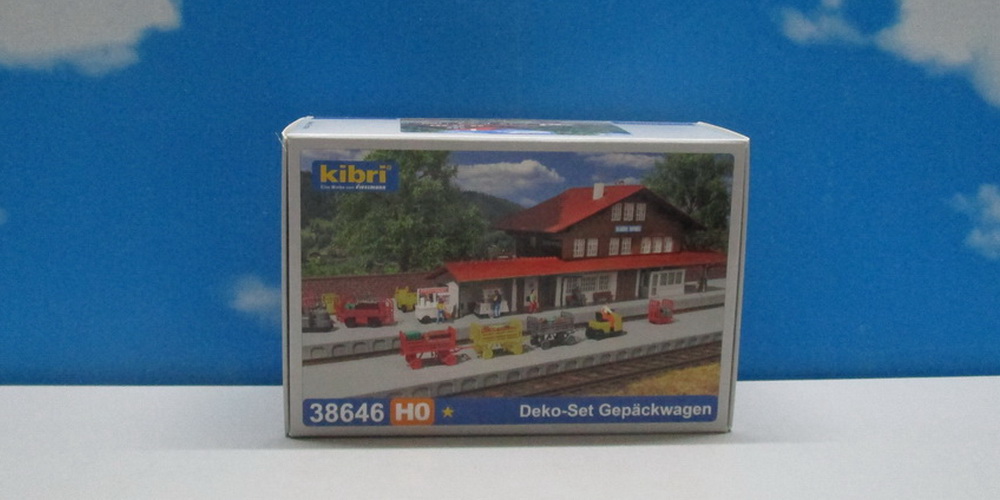 kibri
38646 H0
Deko-Set Gepäckwagen